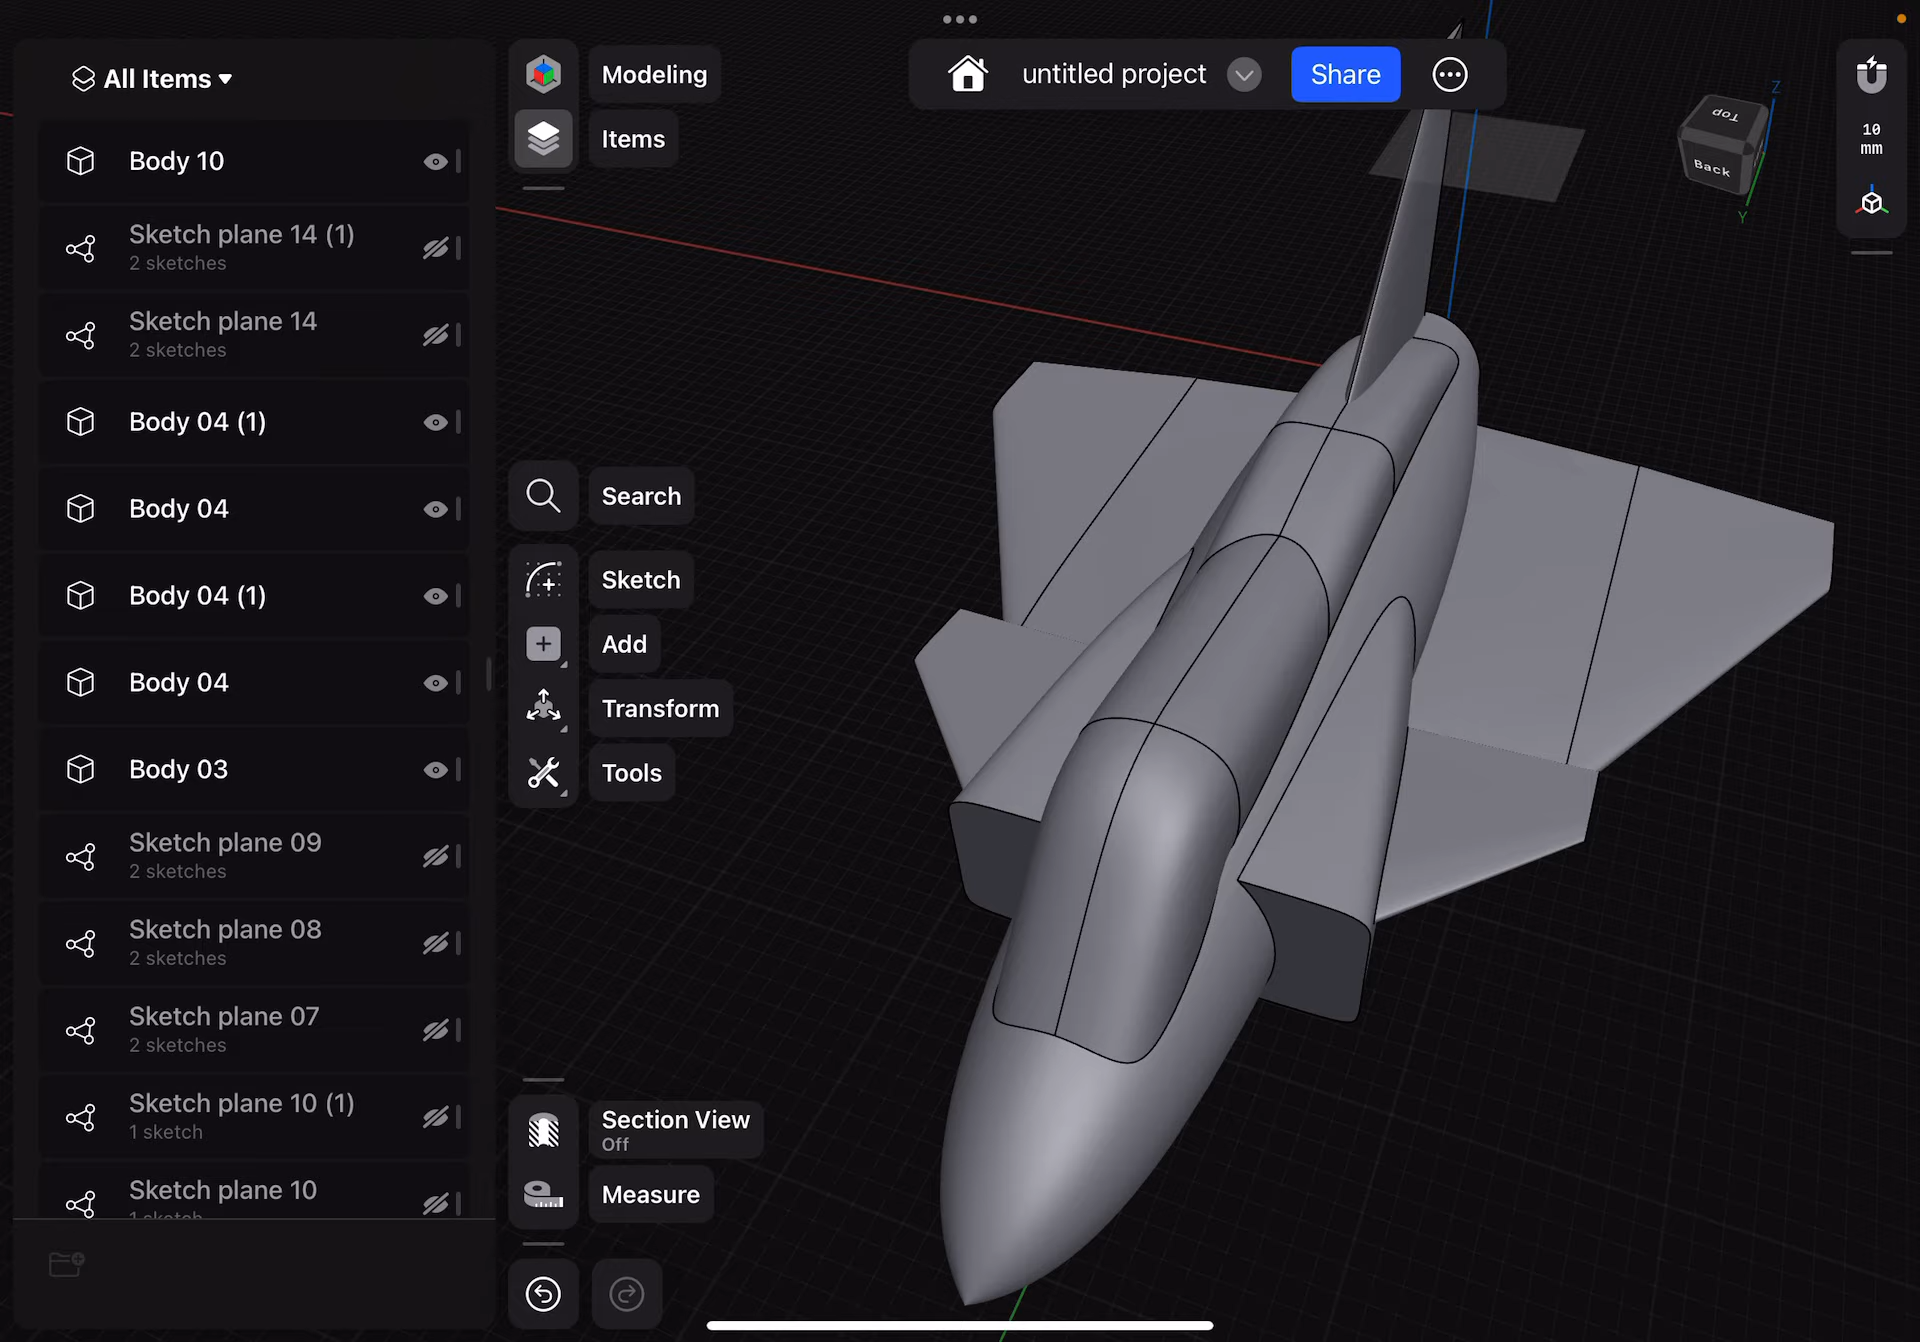 All Items
Body 10
Sketch plane 14 (1)
2 sketches
Sketch plane 14
2 sketches
Body 04 (1)
Body 04
Body 04 (1)
Body 04
Body 03
Sketch plane 09
2 sketches
Sketch plane 08
2 sketches
Sketch plane 07
2 sketches
Sketch plane 10 (1)
1 sketch
Sketch plane 10
1 sketch
Modeling
Items
Search
Sketch
Add
Transform
Tools
Section View
Off
Measure
untitled project
Share
Top
Back
Z
Y
10
mm